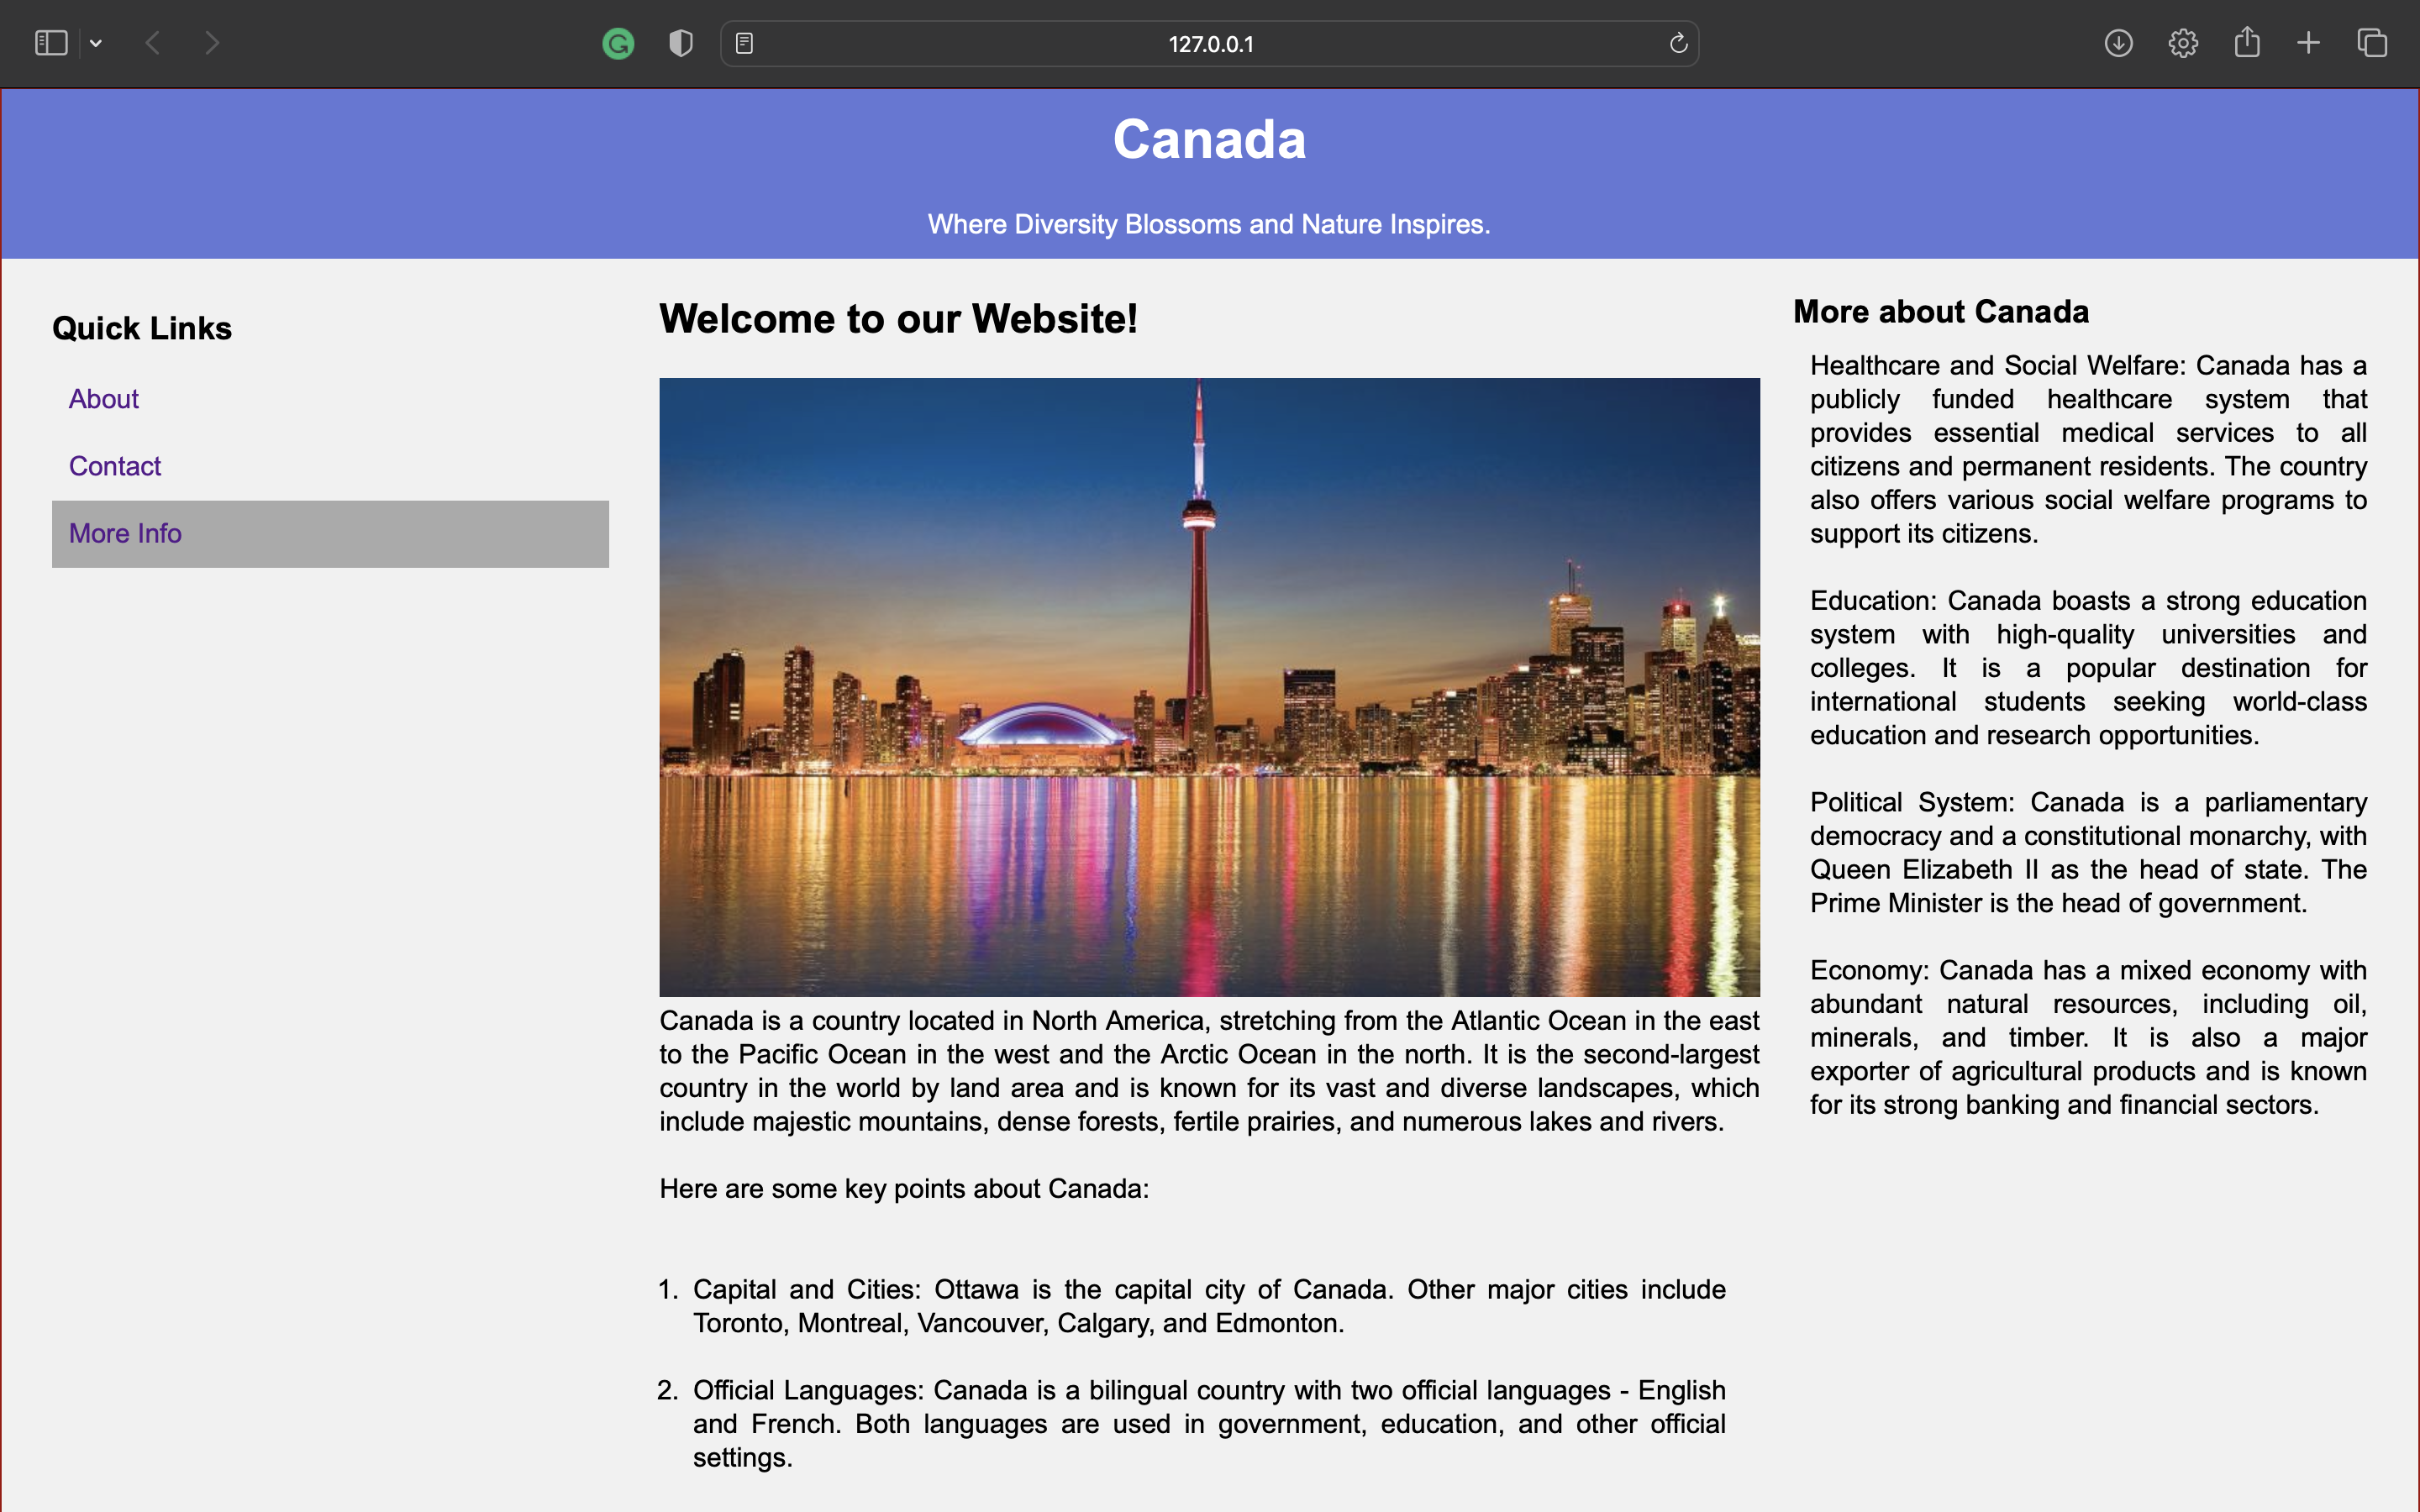 127.0.0.1
Canada
Where Diversity Blossoms and Nature Inspires.
Quick Links
About
Contact
More Info
Welcome to our Website!
Canada is a country located in North America, stretching from the Atlantic Ocean in the east
to the Pacific Ocean in the west and the Arctic Ocean in the north. It is the second-largest
country in the world by land area and is known for its vast and diverse landscapes, which
include majestic mountains, dense forests, fertile prairies, and numerous lakes and rivers.
Here are some key points about Canada:
1. Capital and Cities: Ottawa is the capital city of Canada. Other major cities include
Toronto, Montreal, Vancouver, Calgary, and Edmonton.
2. Official Languages: Canada is a bilingual country with two official languages - English
and French. Both languages are used in government, education, and other official
settings.
More about Canada
Healthcare and Social Welfare: Canada has a
publicly funded healthcare system that
provides essential medical services to all
citizens and permanent residents. The country
also offers various social welfare programs to
support its citizens.
Education: Canada boasts a strong education
system with high-quality universities and
colleges. It is a popular destination for
international students seeking world-class
education and research opportunities.
Political System: Canada is a parliamentary
democracy and a constitutional monarchy, with
Queen Elizabeth II as the head of state. The
Prime Minister is the head of government.
Economy: Canada has a mixed economy with
abundant natural resources, including oil,
minerals, and timber. It is also a major
exporter of agricultural products and is known
for its strong banking and financial sectors.